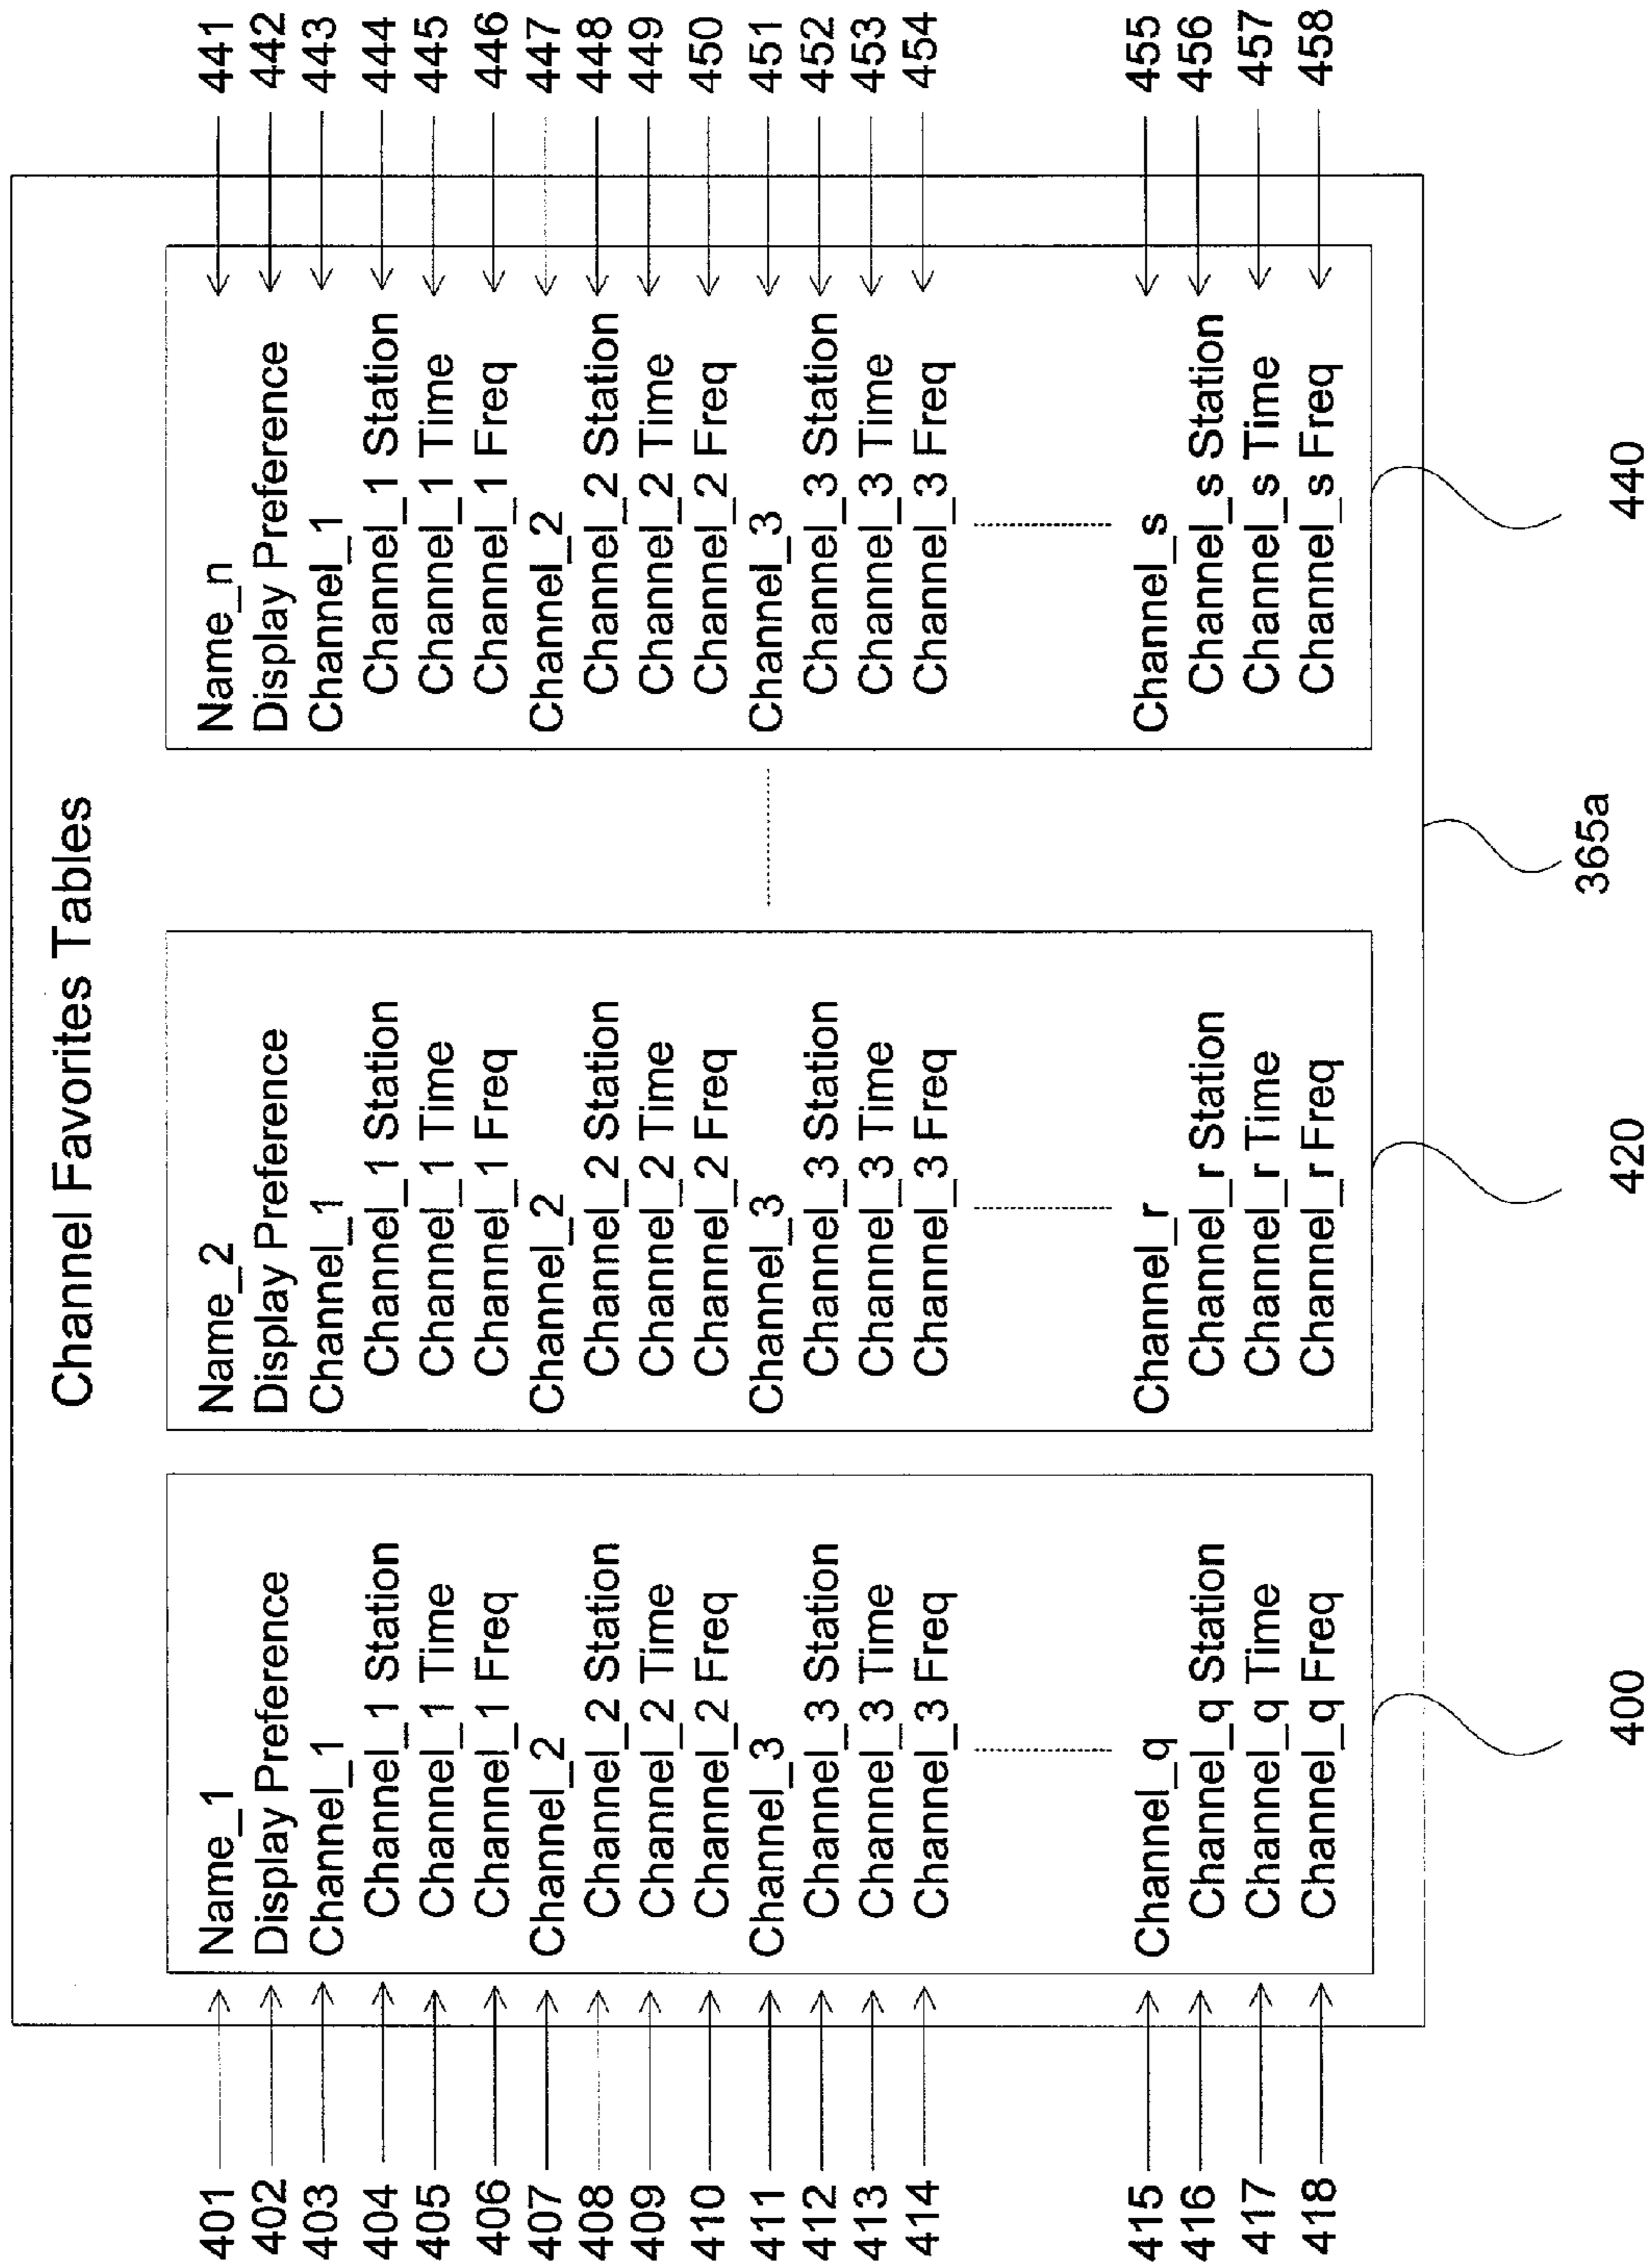 Channel Favorites Tables
401
402
403
404
405
406
407
408
409
410
411
412
413
414
415
416
417
418
Name_1
Display Preference
Channel_1
Channel_1 Station
Channel_1 Time
Channel_1 Freq
Channel_2
Channel_2 Station
Channel_2 Time
Channel_2 Freq
Channel_3
Channel_3 Station
Channel_3 Time
Channel_3 Freq
Channel_q
Channel_q Station
Channel_q Time
Channel_q Freq
Name_2
Display Preference
Channel_1
Channel_1 Station
Channel_1 Time
Channel_1 Freq
Channel_2
Channel_2 Station
Channel_2 Time
Channel_2 Freq
Channel_3
Channel_3 Station
Channel_3 Time
Channel_3 Freq
Channel_r
Channel_r Station
Channel_r Time
Channel_r Freq
Name_n
Display Preference
Channel_1
Channel_1 Station
Channel_1 Time
Channel_1 Freq
Channel_2
Channel_2 Station
Channel_2 Time
Channel_2 Freq
Channel_3
Channel_3 Station
Channel_3 Time
Channel_3 Freq
Channel_s
Channel_s Station
Channel_s Time
Channel_s Freq
441
442
443
444
445
446
447
448
449
450
451
452
453
454
455
456
457
458
400
420
365a
440